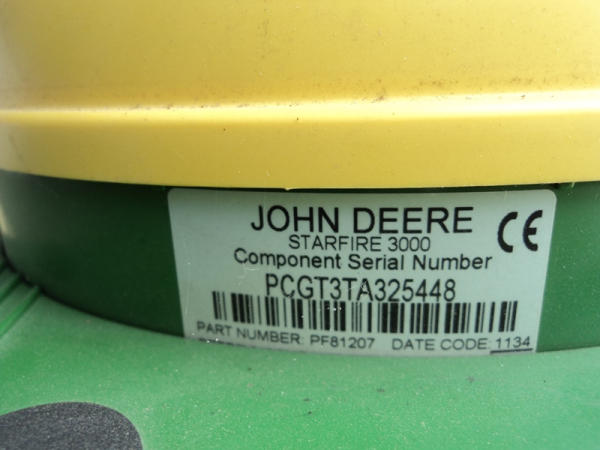 JOHN DEERE
STARFIRE 3000
CE
Component Serial Number
PCGT3TA325448
PART NUMBER: PF81207 DATE CODE: 1134